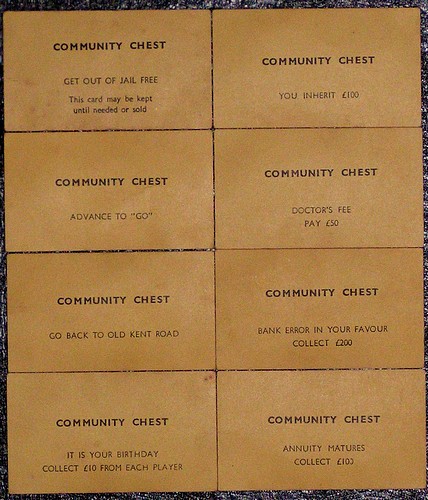 COMMUNITY CHEST
GET OUT OF JAIL FREE
This card may be kept
until needed or sold
COMMUNITY CHEST
YOU INHERIT £100
COMMUNITY CHEST
ADVANCE TO "GO"
COMMUNITY CHEST
DOCTOR'S FEE
PAY £50
COMMUNITY CHEST
GO BACK TO OLD KENT ROAD
COMMUNITY CHEST
BANK ERROR IN YOUR FAVOUR
COLLECT £200
COMMUNITY CHEST
IT IS YOUR BIRTHDAY
COLLECT £10 FROM EACH PLAYER
COMMUNITY CHEST
ANNUITY MATURES
COLLECT £100